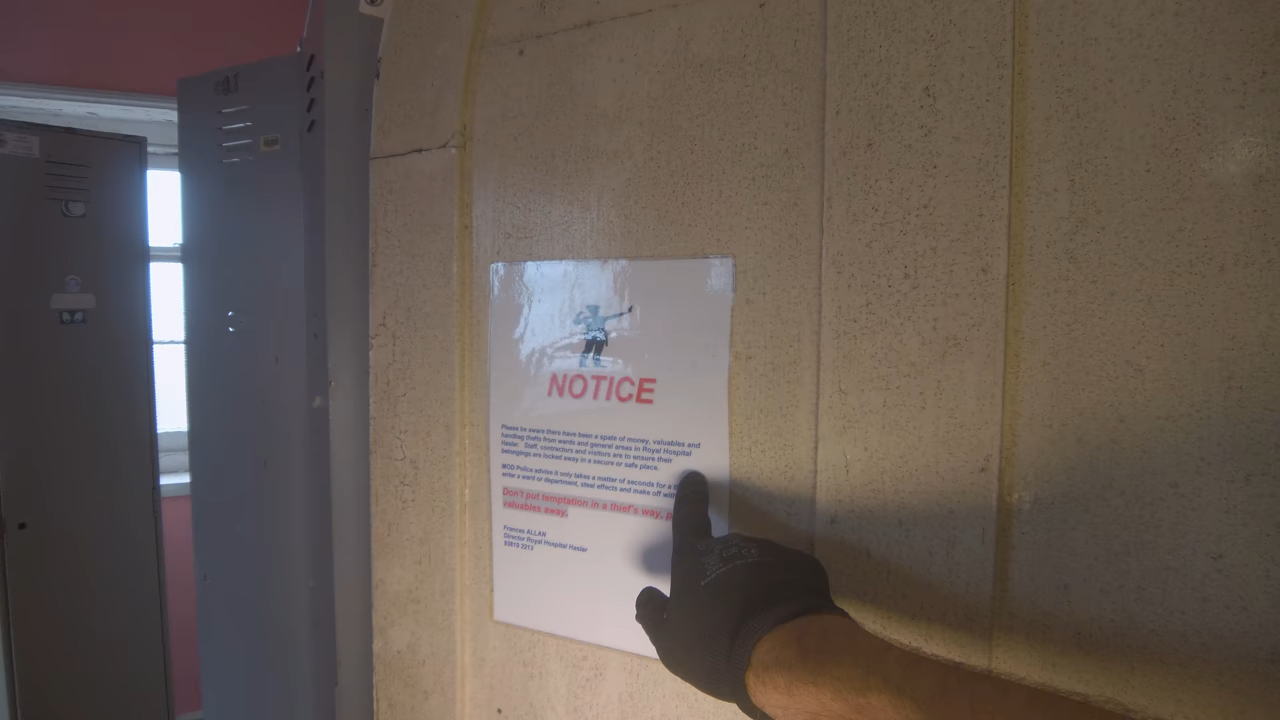 NOTICE
Please be aware there have been a spate of money, valuables and
handbag thefts from wards and general areas in Royal Hospital
Haslar. Staff, contractors and visitors are to ensure their
belongings are locked away in a secure or safe place.
MOD Police advise it only takes a matter of seconds for a
enter a ward or department, steal effects and make off with
Don't put temptation in a thief's way, p
valuables away.
Frances ALLAN
Director Royal Hospital Haslar